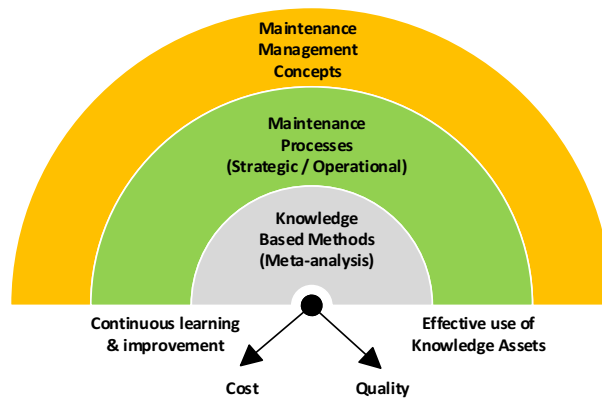 Maintenance
Management
Concepts
Maintenance
Processes
(Strategic / Operational)
Knowledge
Based Methods
(Meta-analysis)
Continuous learning
& improvement
Effective use of
Knowledge Assets
Cost
Quality